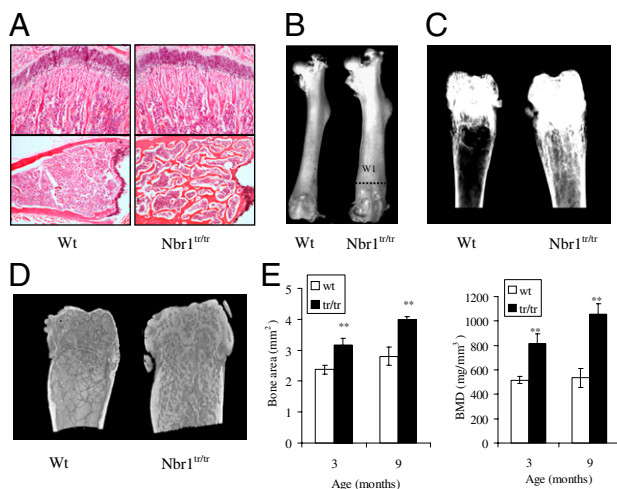 A
B
C
Wt
Nbr1tr/tr
W1
Wt
Nbr1tr/tr
Wt
Nbr1tr/tr
D
Wt
Nbr1tr/tr
E
wt
tr/tr
Bone area (mm2)
5
4
3
2
1
0
**
**
3
9
Age (months)
wt
tr/tr
BMD (mg/mm3)
1200
1000
800
600
400
200
0
**
**
3
9
Age (months)